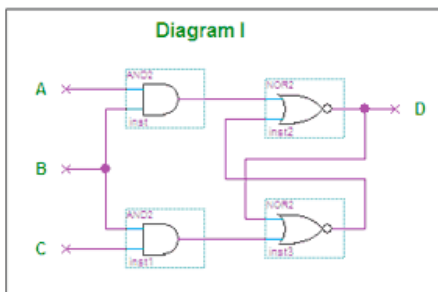 Diagram I
A
AND2
inst
NOR2
inst2
D
B
C
AND2
inst1
NOR2
inst3